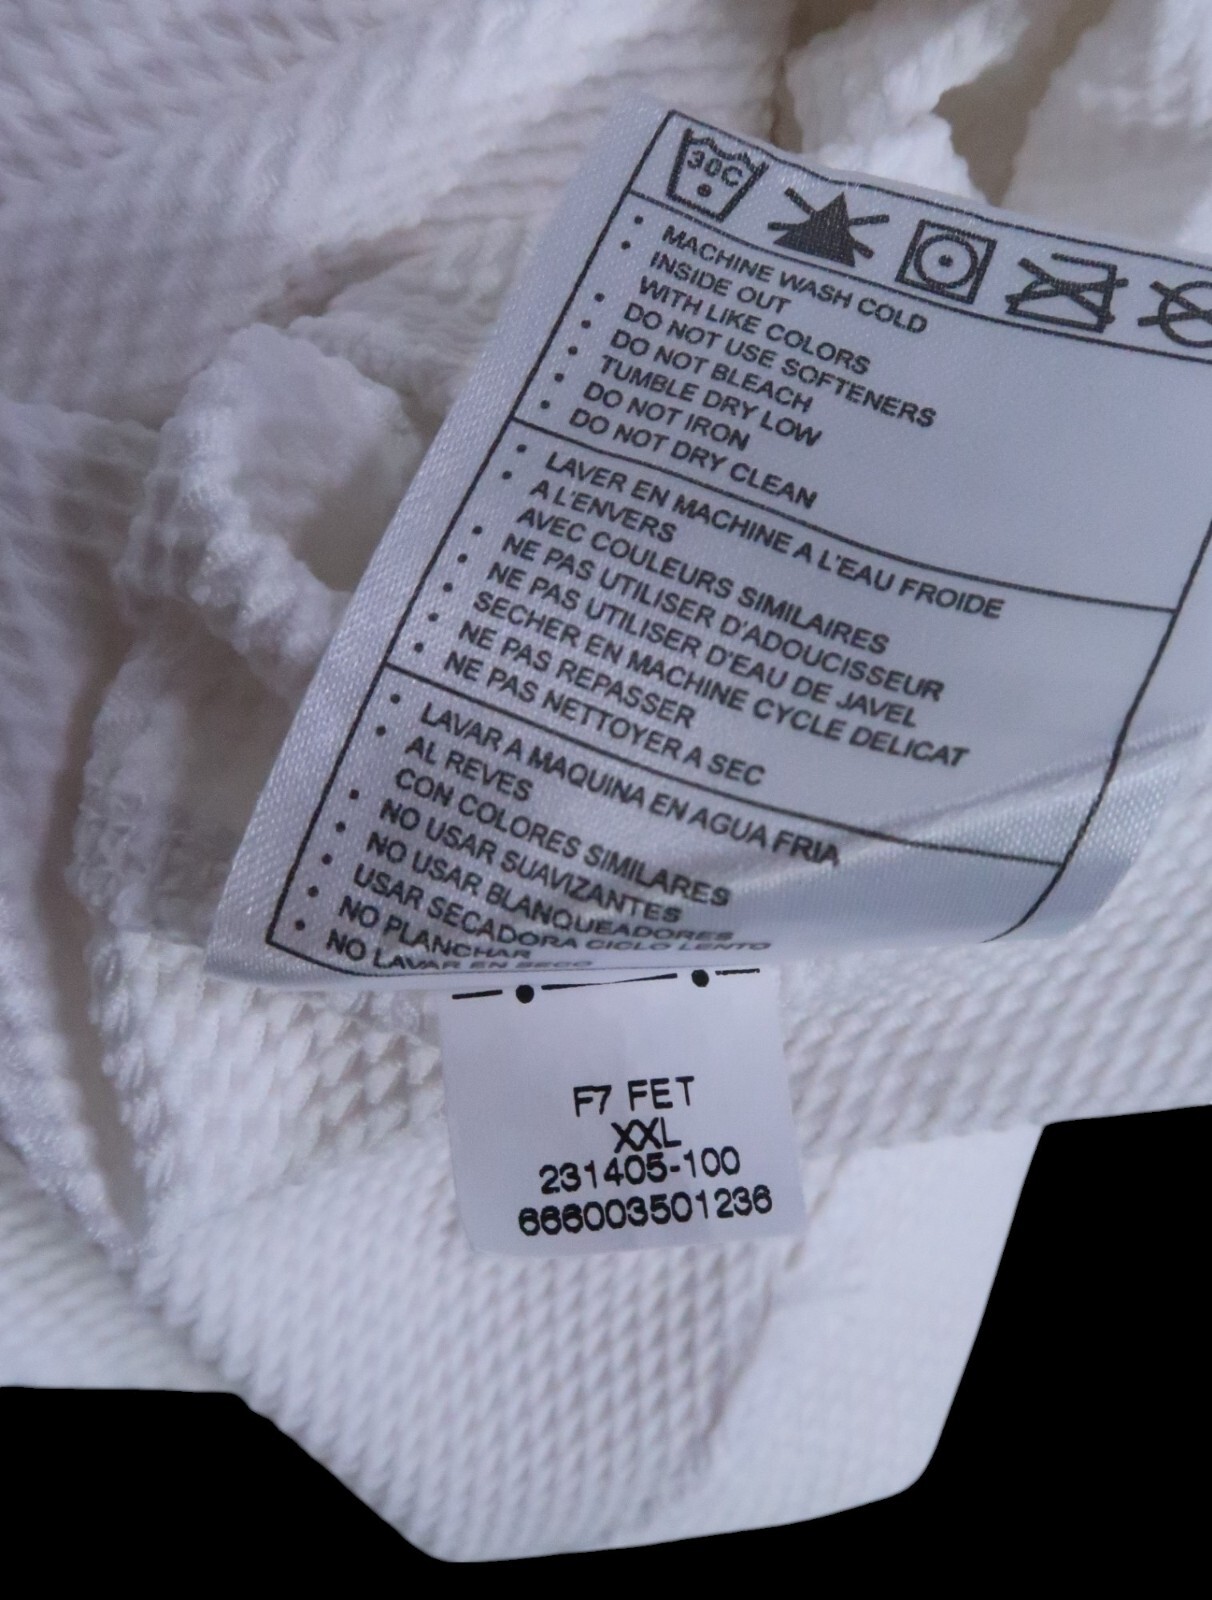 30C
• MACHINE WASH COLD
• INSIDE OUT
WITH LIKE COLORS
• DO NOT USE SOFTENERS
• DO NOT BLEACH
• TUMBLE DRY LOW
• DO NOT IRON
• DO NOT DRY CLEAN
• LAVER EN MACHINE A L'EAU FROIDE
• A L'ENVERS
AVEC COULEURS SIMILAIRES
• NE PAS UTILISER D'ADOUCISSEUR
• NE PAS UTILISER D'EAU DE JAVEL
• SECHER EN MACHINE CYCLE DELICAT
• NE PAS REPASSER
• NE PAS NETTOYER A SEC
• LAVAR A MAQUINA EN AGUA FRIA
• AL REVES
CON COLORES SIMILARES
• NO USAR SUAVIZANTES
• NO USAR BLANQUEADORES
• USAR SECADORA CICLO LENTO
• NO PLANCHAR
• NO LAVAR EN SECO
F7 FET
XXL
231405-100
666003501236